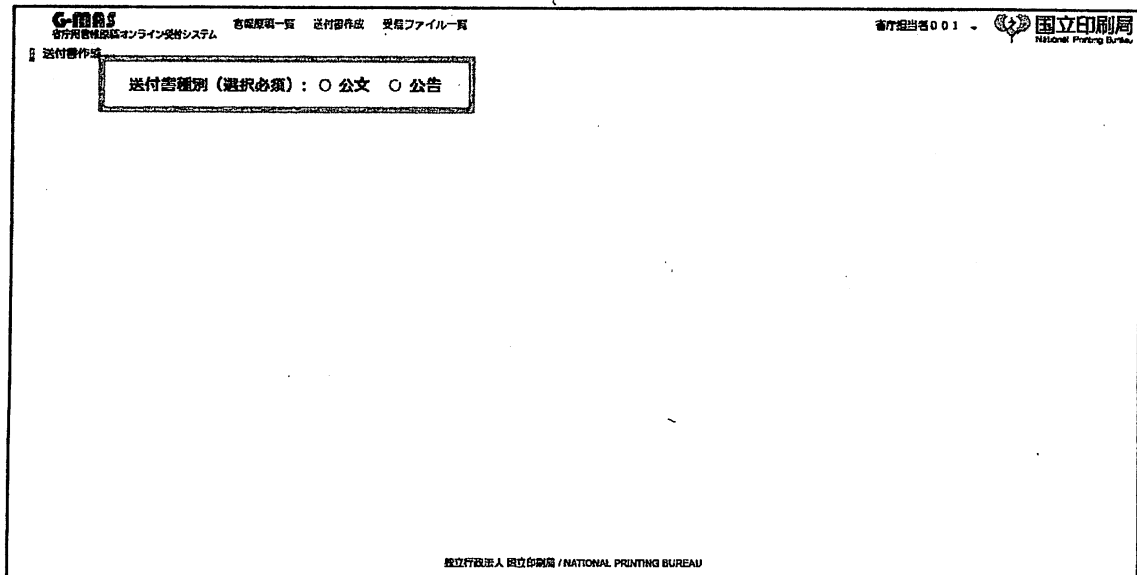 G-MAS
省庁用官報原稿オンライン受付システム
官報原稿一覧 送付書作成 受信ファイル一覧
省庁担当者001
国立印刷局
National Printing Bureau
送付書作成
送付書種別（選択必須）: ○ 公文 ○ 公告
独立行政法人 国立印刷局 / NATIONAL PRINTING BUREAU